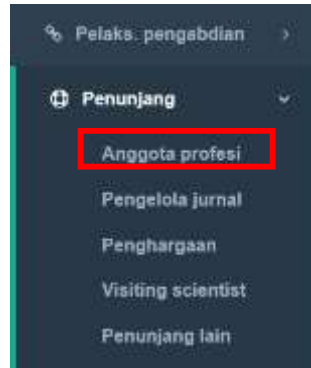 Pelaks. pengabdian
Penunjang
Anggota profesi
Pengelola jurnal
Penghargaan
Visiting scientist
Penunjang lain